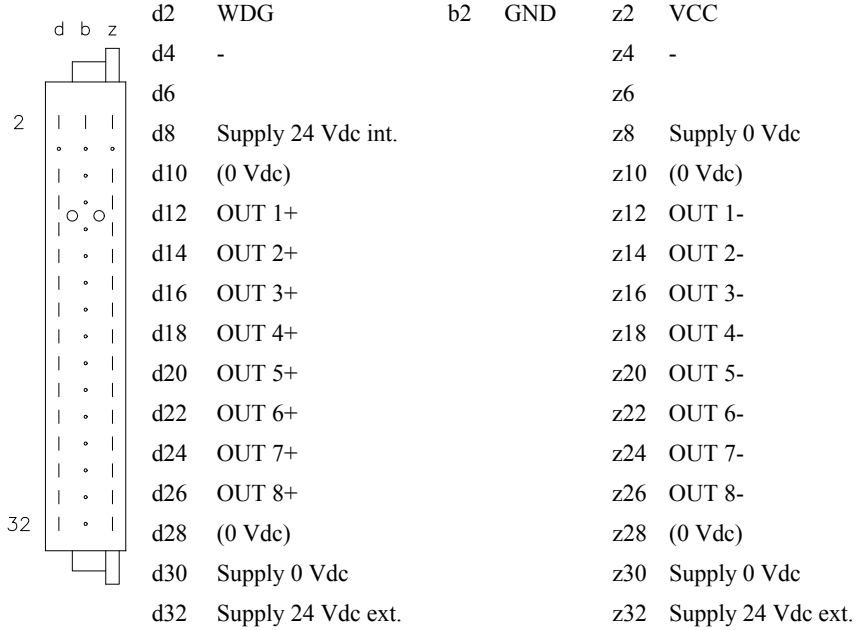 d b z
2
32
d2 WDG b2 GND z2 VCC
d4 - z4 -
d6 z6
d8 Supply 24 Vdc int. z8 Supply 0 Vdc
d10 (0 Vdc) z10 (0 Vdc)
d12 OUT 1+ z12 OUT 1-
d14 OUT 2+ z14 OUT 2-
d16 OUT 3+ z16 OUT 3-
d18 OUT 4+ z18 OUT 4-
d20 OUT 5+ z20 OUT 5-
d22 OUT 6+ z22 OUT 6-
d24 OUT 7+ z24 OUT 7-
d26 OUT 8+ z26 OUT 8-
d28 (0 Vdc) z28 (0 Vdc)
d30 Supply 0 Vdc z30 Supply 0 Vdc
d32 Supply 24 Vdc ext. z32 Supply 24 Vdc ext.